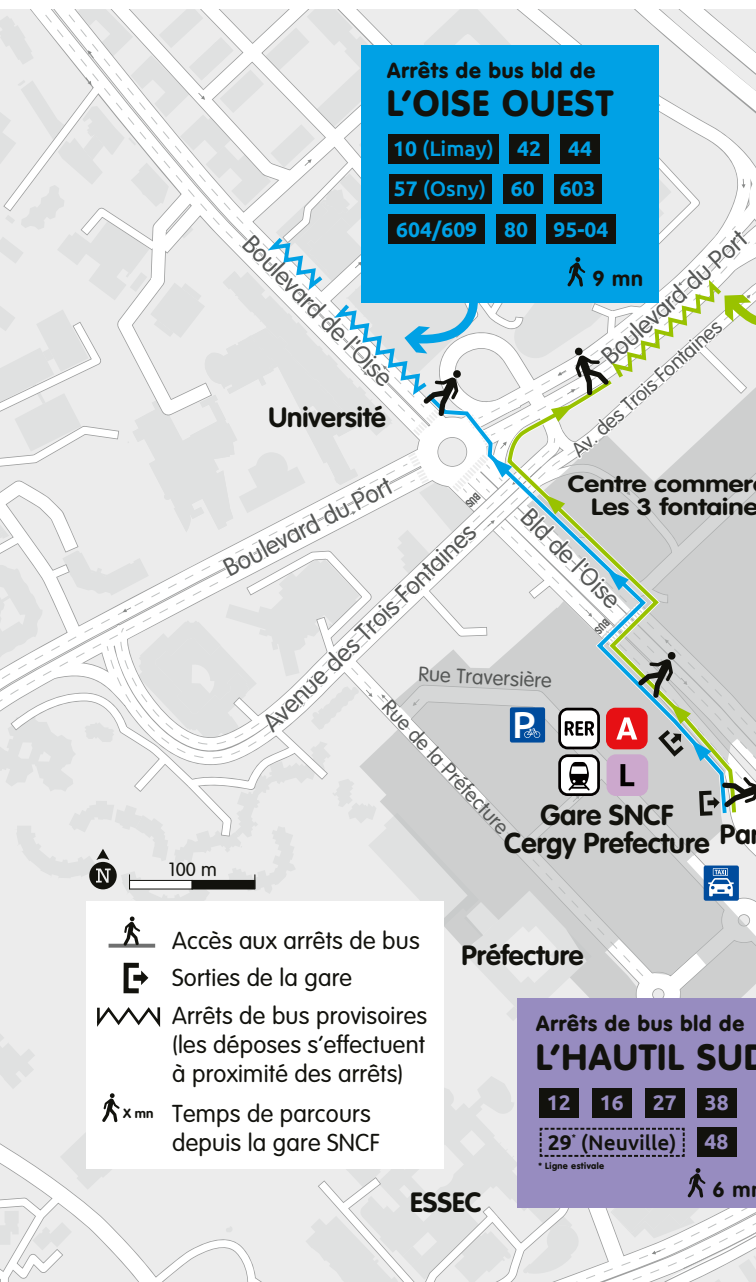 Arrêts de bus bld de
L'OISE OUEST
10 (Limay) 42 44
57 (Osny) 60 603
604/609 80 95-04
9 mn
Boulevard de l'Oise
Boulevard du Port
Av. des Trois Fontaines
Université
Centre commerc
Les 3 fontaine
BUS
Bld de l'Oise
Boulevard du Port
Avenue des Trois Fontaines
BUS
Rue Traversière
Rue de la Préfecture
P RER A
L
Gare SNCF
Cergy Prefecture
Par
TAXI
N
100 m
Accès aux arrêts de bus
Sorties de la gare
Arrêts de bus provisoires
(les déposes s'effectuent
à proximité des arrêts)
x mn Temps de parcours
depuis la gare SNCF
Préfecture
Arrêts de bus bld de
L'HAUTIL SUD
12 16 27 38
29* (Neuville) 48
* Ligne estivale
6 mn
ESSEC